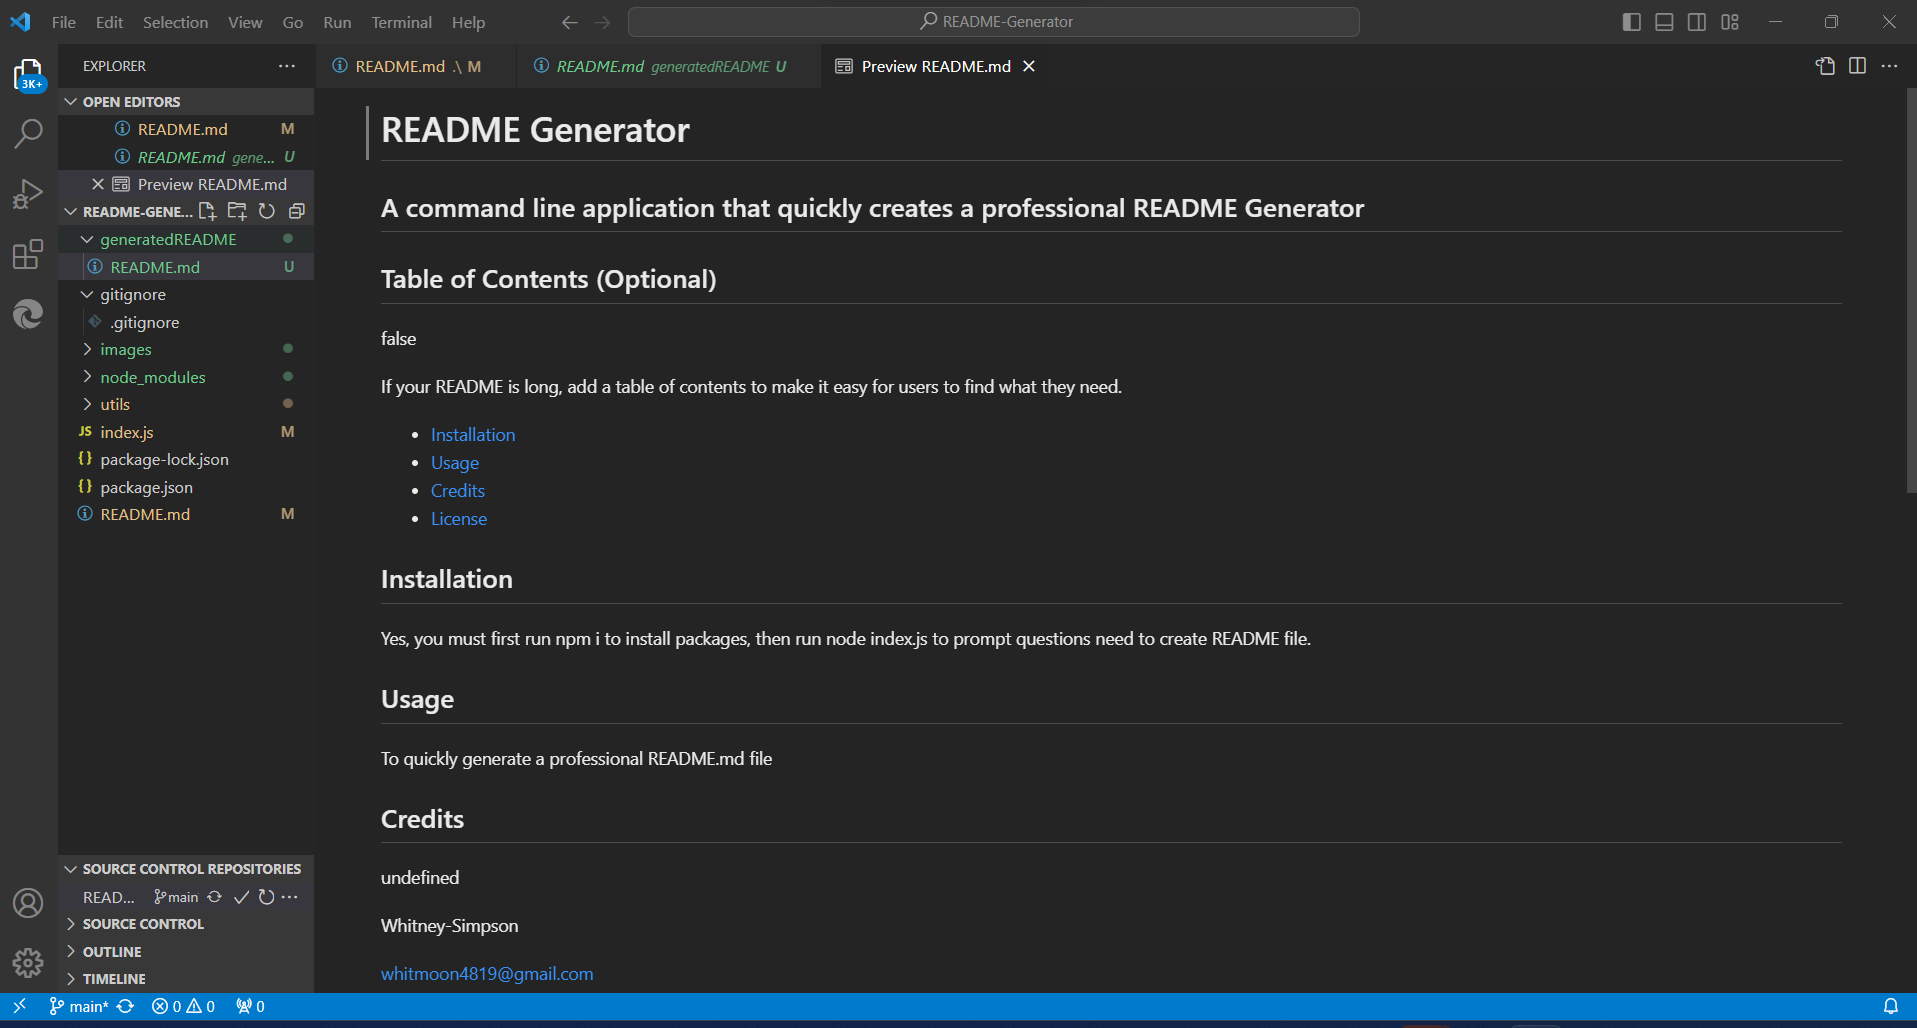 File Edit Selection View Go Run Terminal Help README-Generator
3K+
EXPLORER
OPEN EDITORS
README.md M
README.md gene... U
Preview README.md
README-GENE...
generatedREADME
README.md U
gitignore
.gitignore
images
node_modules
utils
JS index.js M
{} package-lock.json
{} package.json
README.md M
SOURCE CONTROL REPOSITORIES
READ... main
SOURCE CONTROL
OUTLINE
TIMELINE
README.md .\ M README.md generatedREADME U Preview README.md
README Generator
A command line application that quickly creates a professional README Generator
Table of Contents (Optional)
false
If your README is long, add a table of contents to make it easy for users to find what they need.
Installation
Usage
Credits
License
Installation
Yes, you must first run npm i to install packages, then run node index.js to prompt questions need to create README file.
Usage
To quickly generate a professional README.md file
Credits
undefined
Whitney-Simpson
whitmoon4819@gmail.com
main* 0 0 0